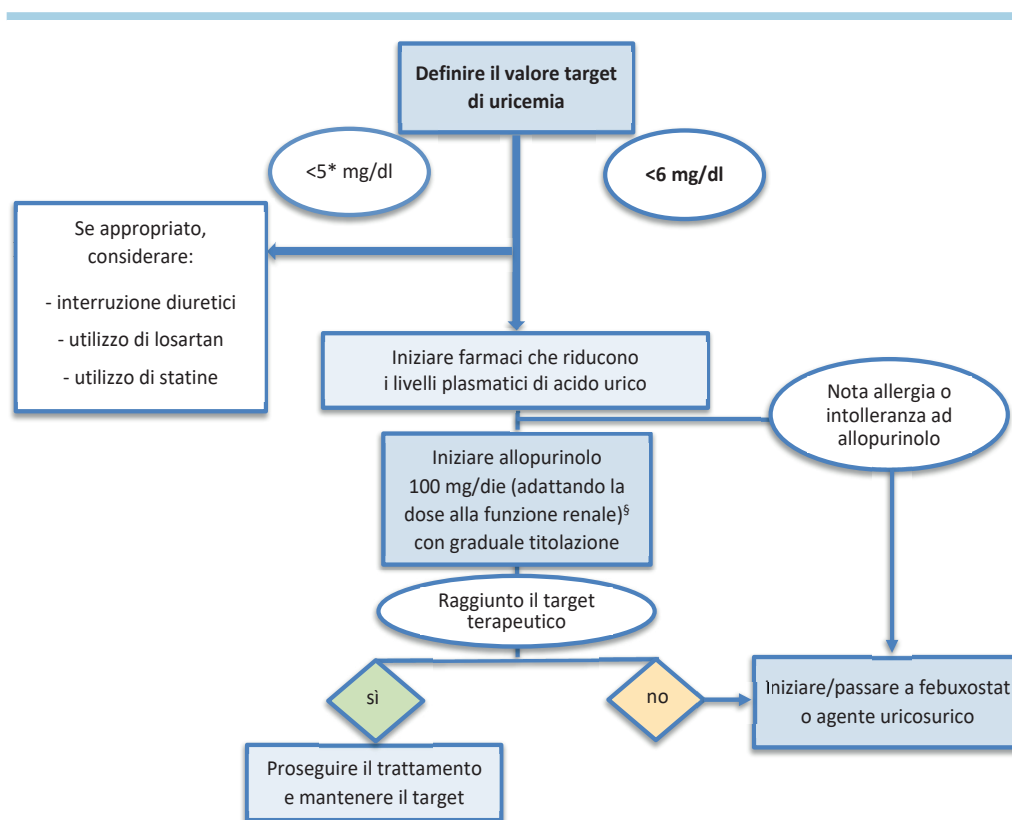 Definire il valore target
di uricemia
<5* mg/dl
<6 mg/dl
Se appropriato,
considerare:
- interruzione diuretici
- utilizzo di losartan
- utilizzo di statine
Iniziare farmaci che riducono
i livelli plasmatici di acido urico
Nota allergia o
intolleranza ad
allopurinolo
Iniziare allopurinolo
100 mg/die (adattando la
dose alla funzione renale)§
con graduale titolazione
Raggiunto il target
terapeutico
sì
no
Iniziare/passare a febuxostat
o agente uricosurico
Proseguire il trattamento
e mantenere il target